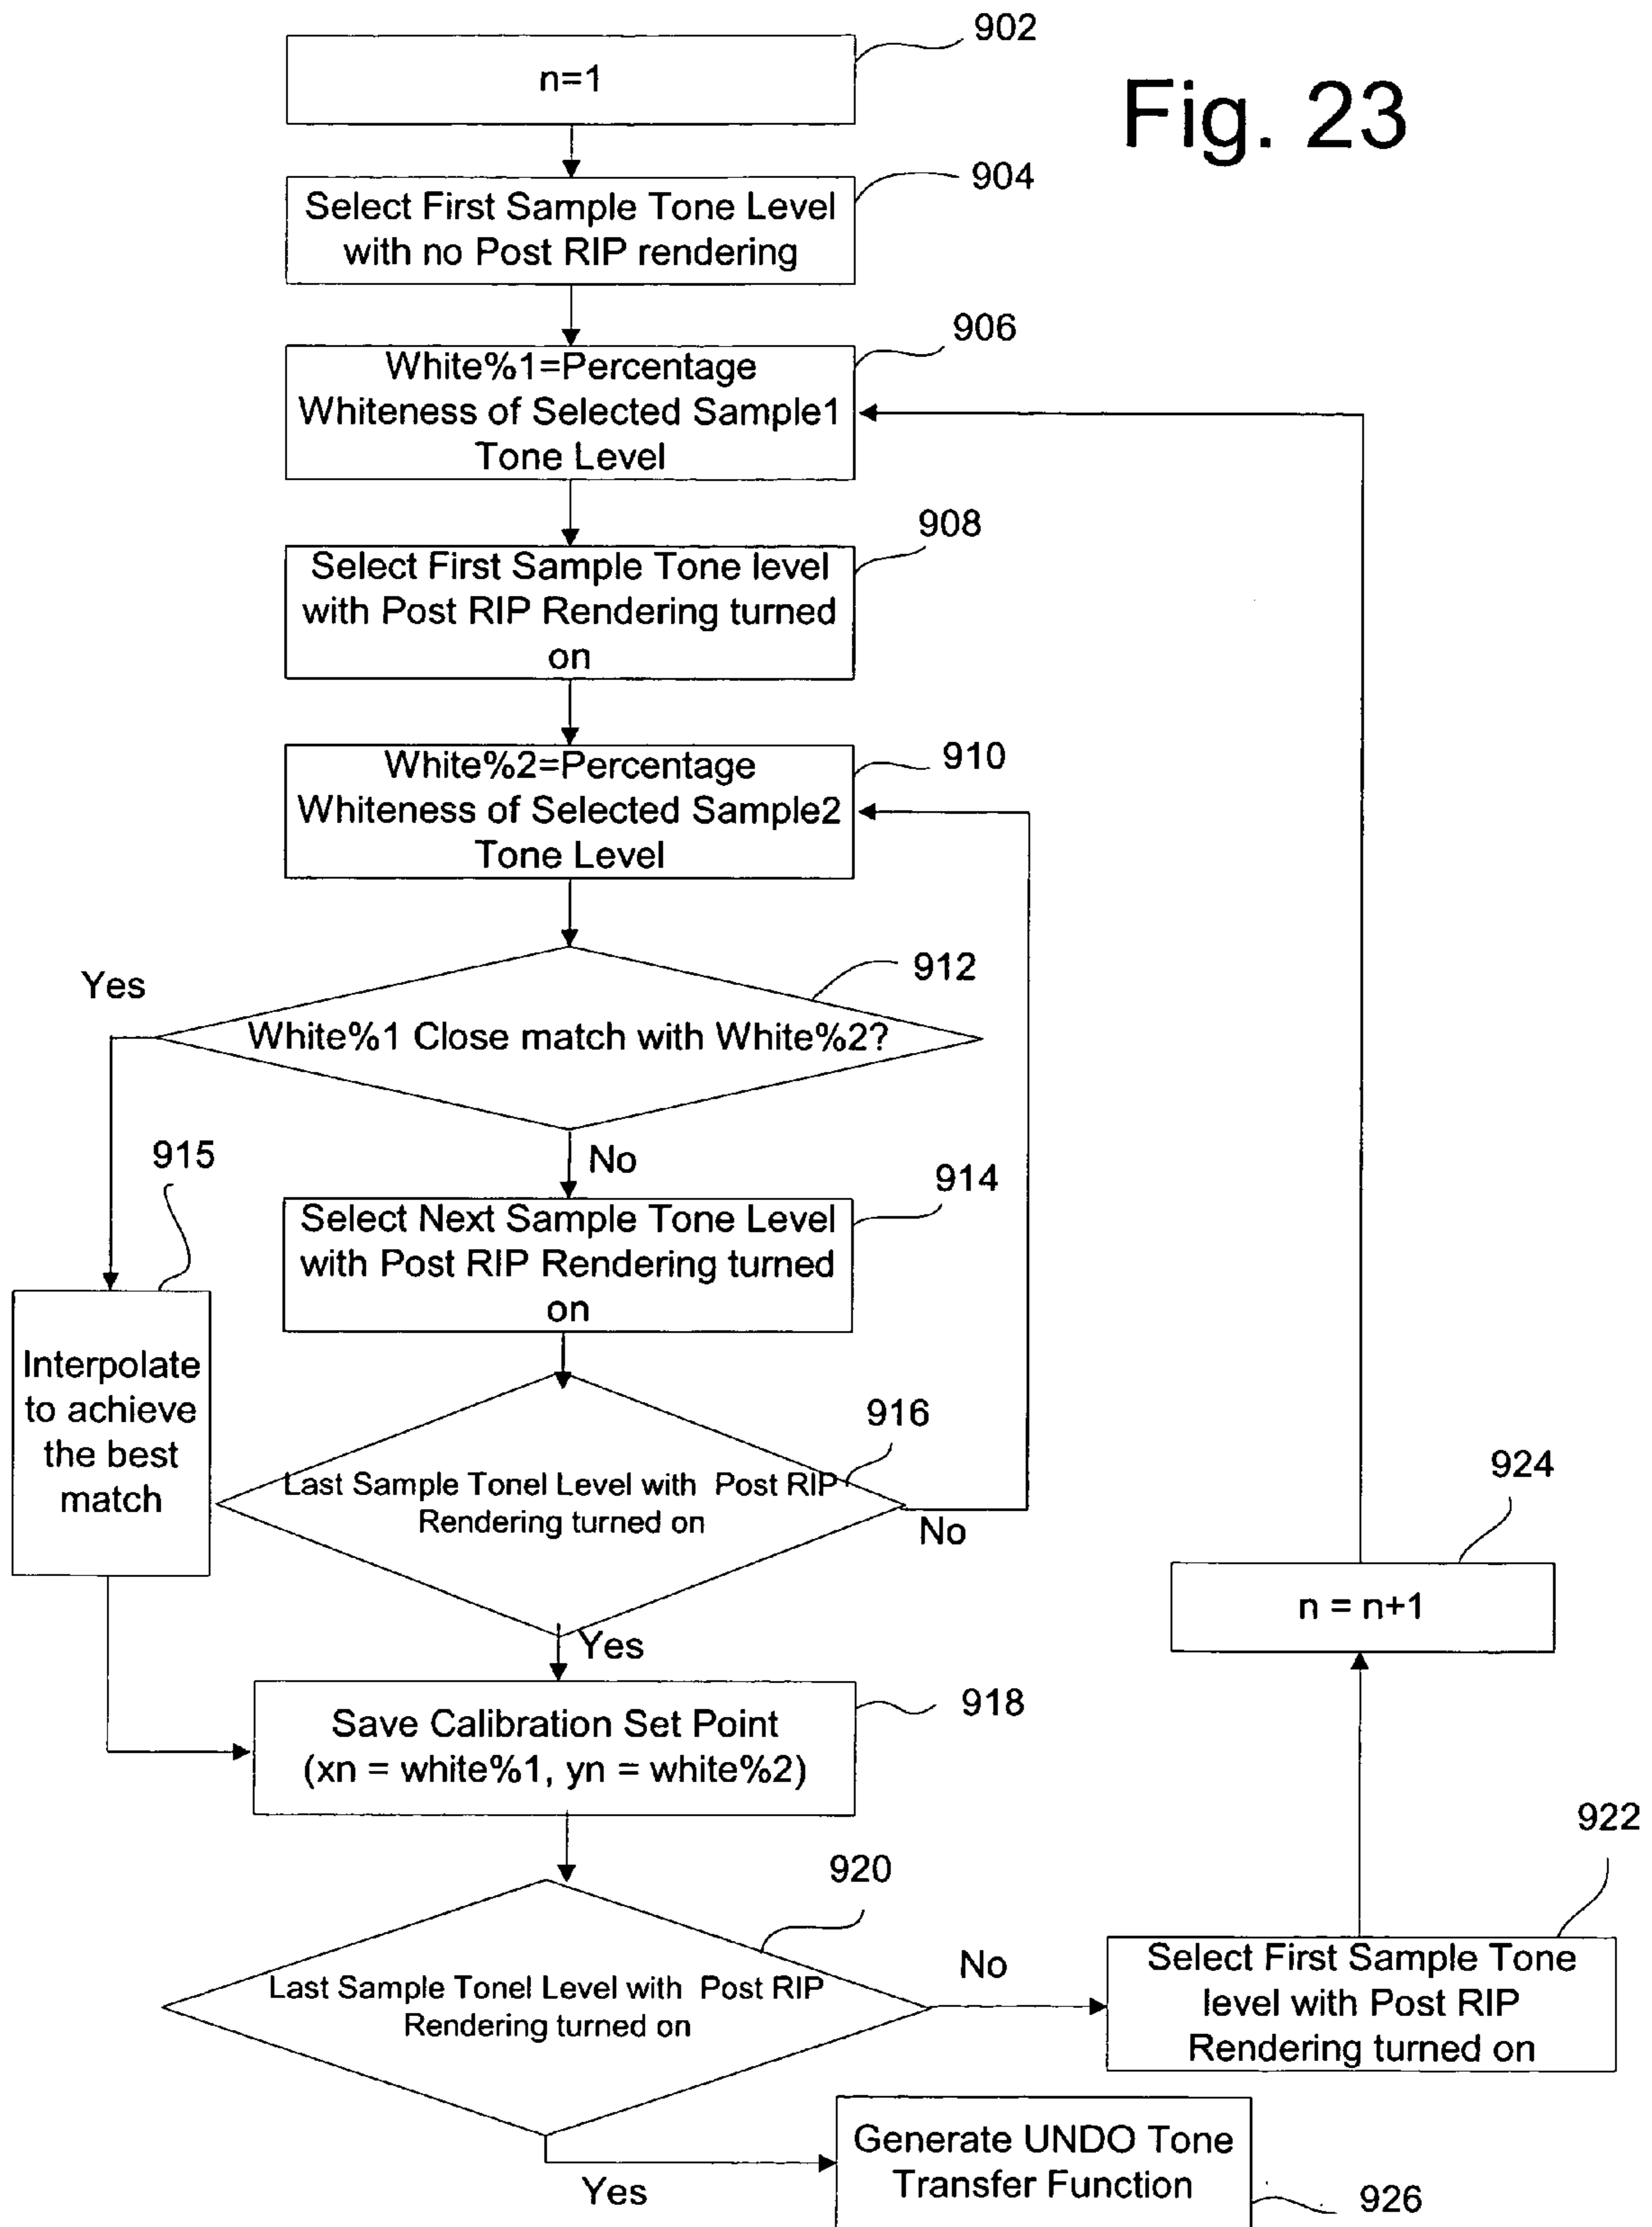 902
n=1
Fig. 23
904
Select First Sample Tone Level
with no Post RIP rendering
906
White%1=Percentage
Whiteness of Selected Sample1
Tone Level
908
Select First Sample Tone level
with Post RIP Rendering turned
on
910
White%2=Percentage
Whiteness of Selected Sample2
Tone Level
912
Yes
White%1 Close match with White%2?
No
915
914
Select Next Sample Tone Level
with Post RIP Rendering turned
on
Interpolate
to achieve
the best
match
916
Last Sample Tonel Level with Post RIP
Rendering turned on
No
924
n = n+1
Yes
918
Save Calibration Set Point
(xn = white%1, yn = white%2)
922
920
Last Sample Tonel Level with Post RIP
Rendering turned on
No
Select First Sample Tone
level with Post RIP
Rendering turned on
Yes
Generate UNDO Tone
Transfer Function
926